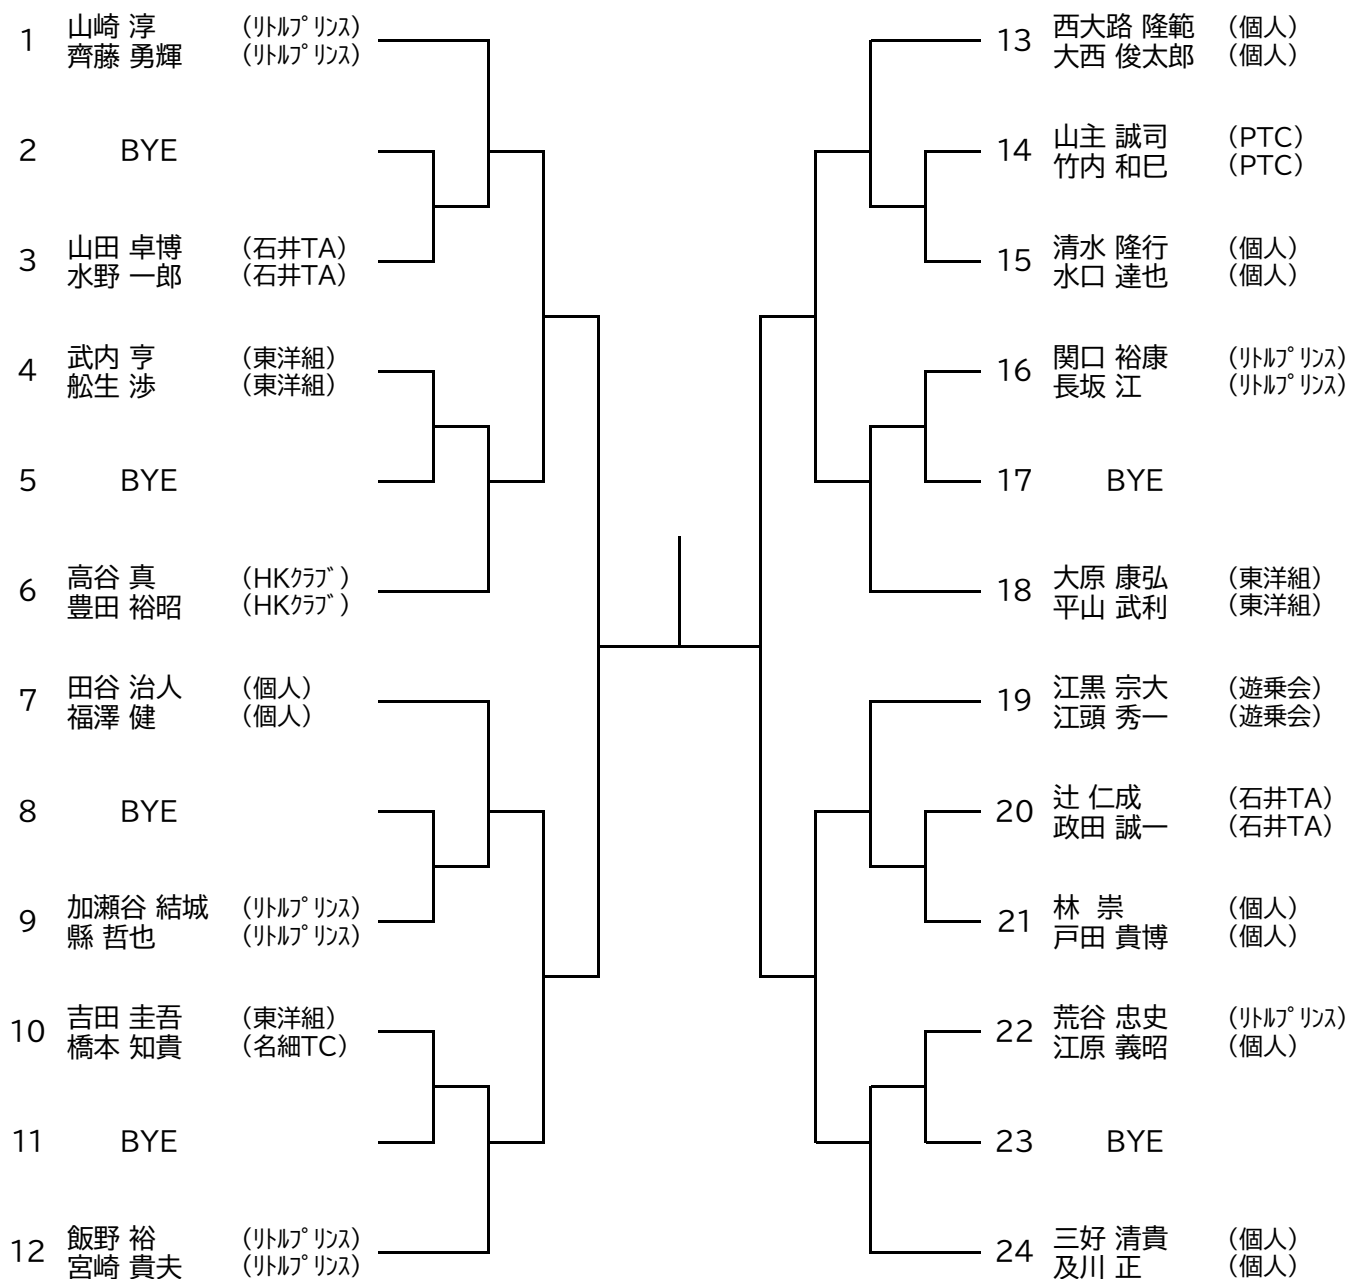 1 山崎 淳 (ﾘﾄﾙﾌﾟﾘﾝｽ)
齊藤 勇輝 (ﾘﾄﾙﾌﾟﾘﾝｽ)
2 BYE
3 山田 卓博 (石井TA)
水野 一郎 (石井TA)
4 武内 亨 (東洋組)
舩生 渉 (東洋組)
5 BYE
6 高谷 真 (HKｸﾗﾌﾞ)
豊田 裕昭 (HKｸﾗﾌﾞ)
7 田谷 治人 (個人)
福澤 健 (個人)
8 BYE
9 加瀬谷 結城 (ﾘﾄﾙﾌﾟﾘﾝｽ)
縣 哲也 (ﾘﾄﾙﾌﾟﾘﾝｽ)
10 吉田 圭吾 (東洋組)
橋本 知貴 (名細TC)
11 BYE
12 飯野 裕 (ﾘﾄﾙﾌﾟﾘﾝｽ)
宮崎 貴夫 (ﾘﾄﾙﾌﾟﾘﾝｽ)
13 西大路 隆範 (個人)
大西 俊太郎 (個人)
14 山主 誠司 (PTC)
竹内 和巳 (PTC)
15 清水 隆行 (個人)
水口 達也 (個人)
16 関口 裕康 (ﾘﾄﾙﾌﾟﾘﾝｽ)
長坂 江 (ﾘﾄﾙﾌﾟﾘﾝｽ)
17 BYE
18 大原 康弘 (東洋組)
平山 武利 (東洋組)
19 江黒 宗大 (遊乗会)
江頭 秀一 (遊乗会)
20 辻 仁成 (石井TA)
政田 誠一 (石井TA)
21 林 崇 (個人)
戸田 貴博 (個人)
22 荒谷 忠史 (ﾘﾄﾙﾌﾟﾘﾝｽ)
江原 義昭 (個人)
23 BYE
24 三好 清貴 (個人)
及川 正 (個人)